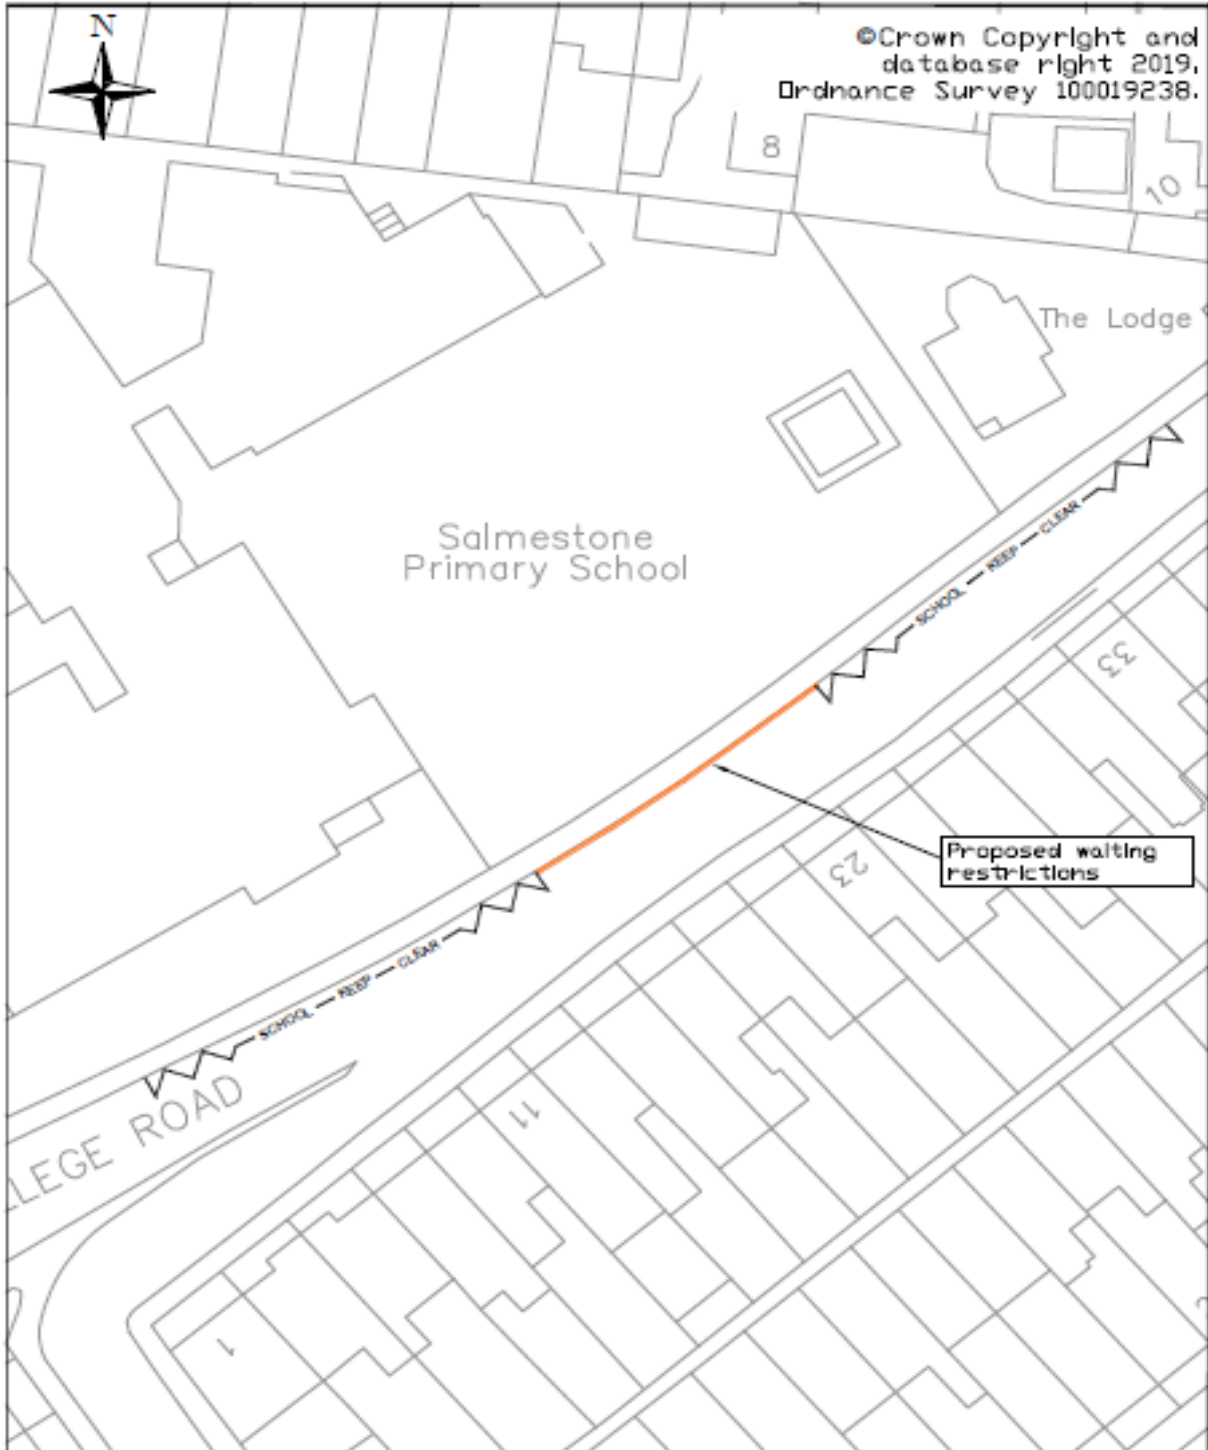 N
©Crown Copyright and
database right 2019.
Ordnance Survey 100019238.
8
10
The Lodge
Salmestone
Primary School
SCHOOL KEEP CLEAR
33
Proposed waiting
restrictions
23
SCHOOL KEEP CLEAR
LLEGE ROAD
11
1